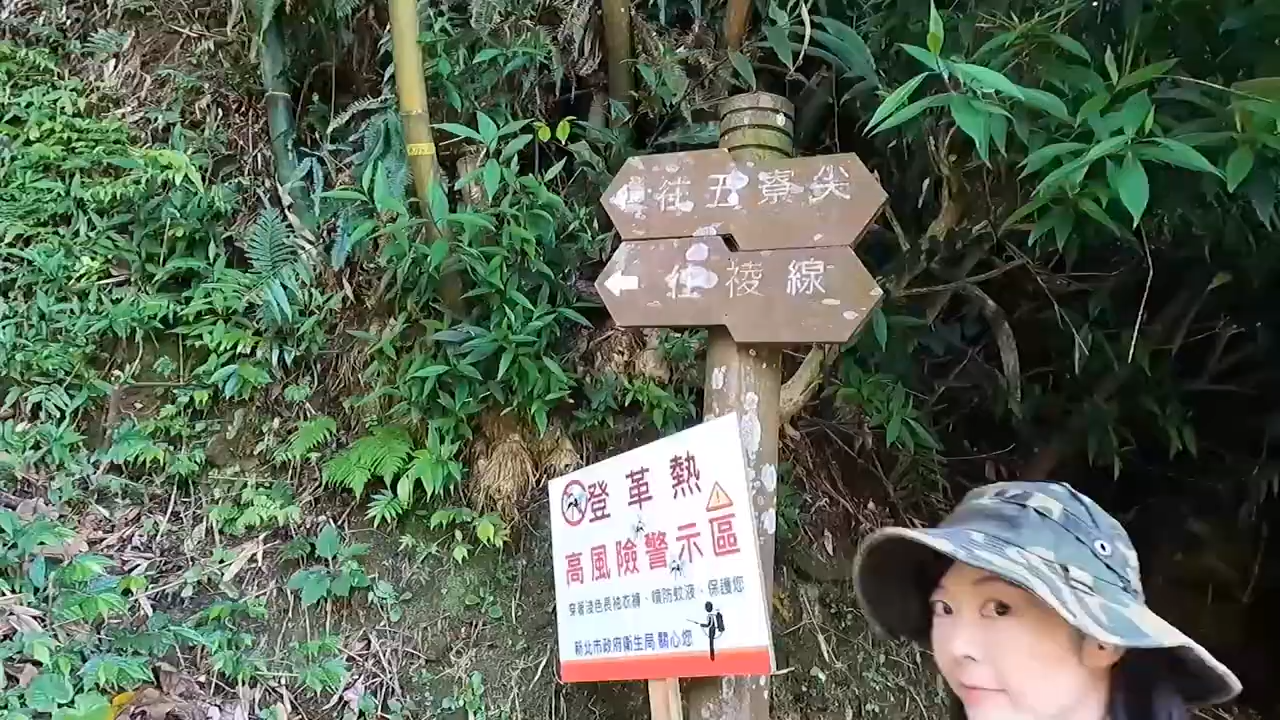 往五寮尖
往稜線
登革熱
高風險警示區
穿著淺色長袖衣褲、噴防蚊液、保護您
新北市政府衛生局 關心您